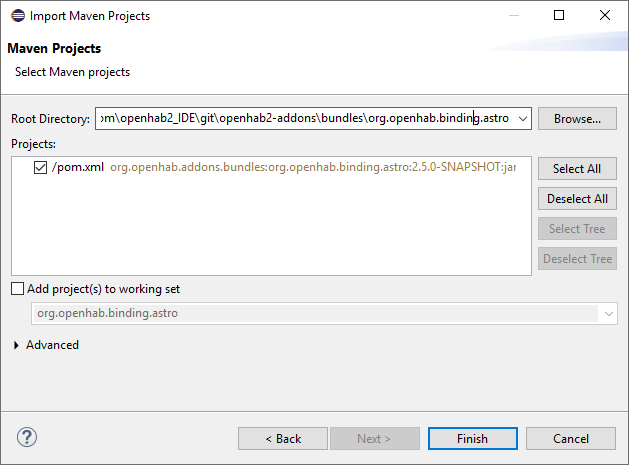 Import Maven Projects
Maven Projects
Select Maven projects
Root Directory: om\openhab2_IDE\git\openhab2-addons\bundles\org.openhab.binding.astro Browse...
Projects:
/pom.xml org.openhab.addons.bundles:org.openhab.binding.astro:2.5.0-SNAPSHOT:jar
Select All
Deselect All
Select Tree
Deselect Tree
Add project(s) to working set
org.openhab.binding.astro
Advanced
? < Back Next > Finish Cancel